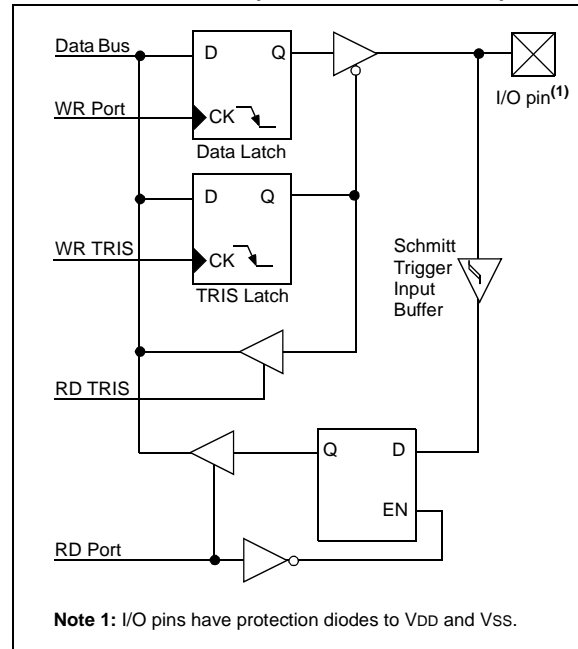 Data Bus
D Q
WR Port
CK
Data Latch
I/O pin(1)
D Q
WR TRIS
CK
TRIS Latch
Schmitt
Trigger
Input
Buffer
RD TRIS
Q D
EN
RD Port
Note 1: I/O pins have protection diodes to VDD and VSS.